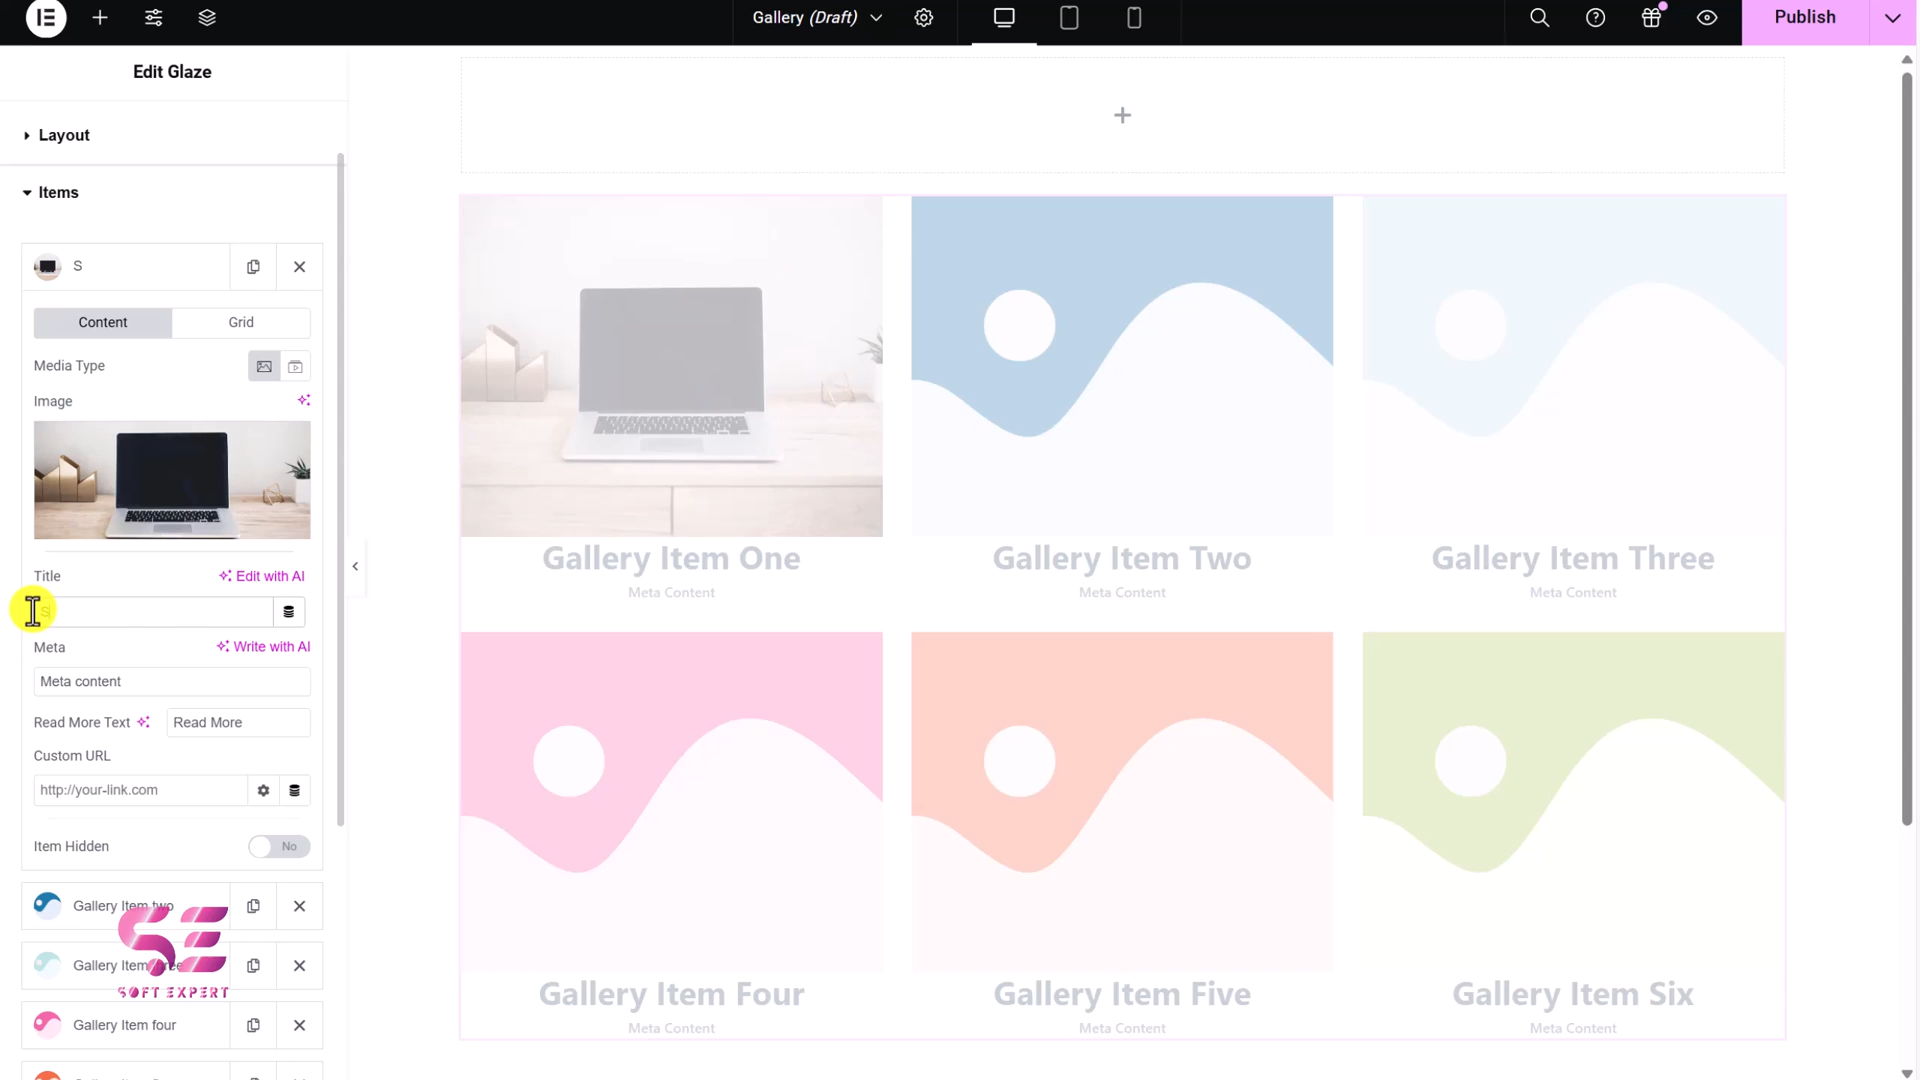 Gallery (Draft)
Publish
Edit Glaze
Layout
Items
S
Content
Grid
Media Type
Image
Title
Edit with AI
S
Meta
Write with AI
Meta content
Read More Text
Read More
Custom URL
http://your-link.com
Item Hidden
No
Gallery Item two
Gallery Item three
SOFT EXPERT
Gallery Item four
Gallery Item One
Meta Content
Gallery Item Two
Meta Content
Gallery Item Three
Meta Content
Gallery Item Four
Meta Content
Gallery Item Five
Meta Content
Gallery Item Six
Meta Content